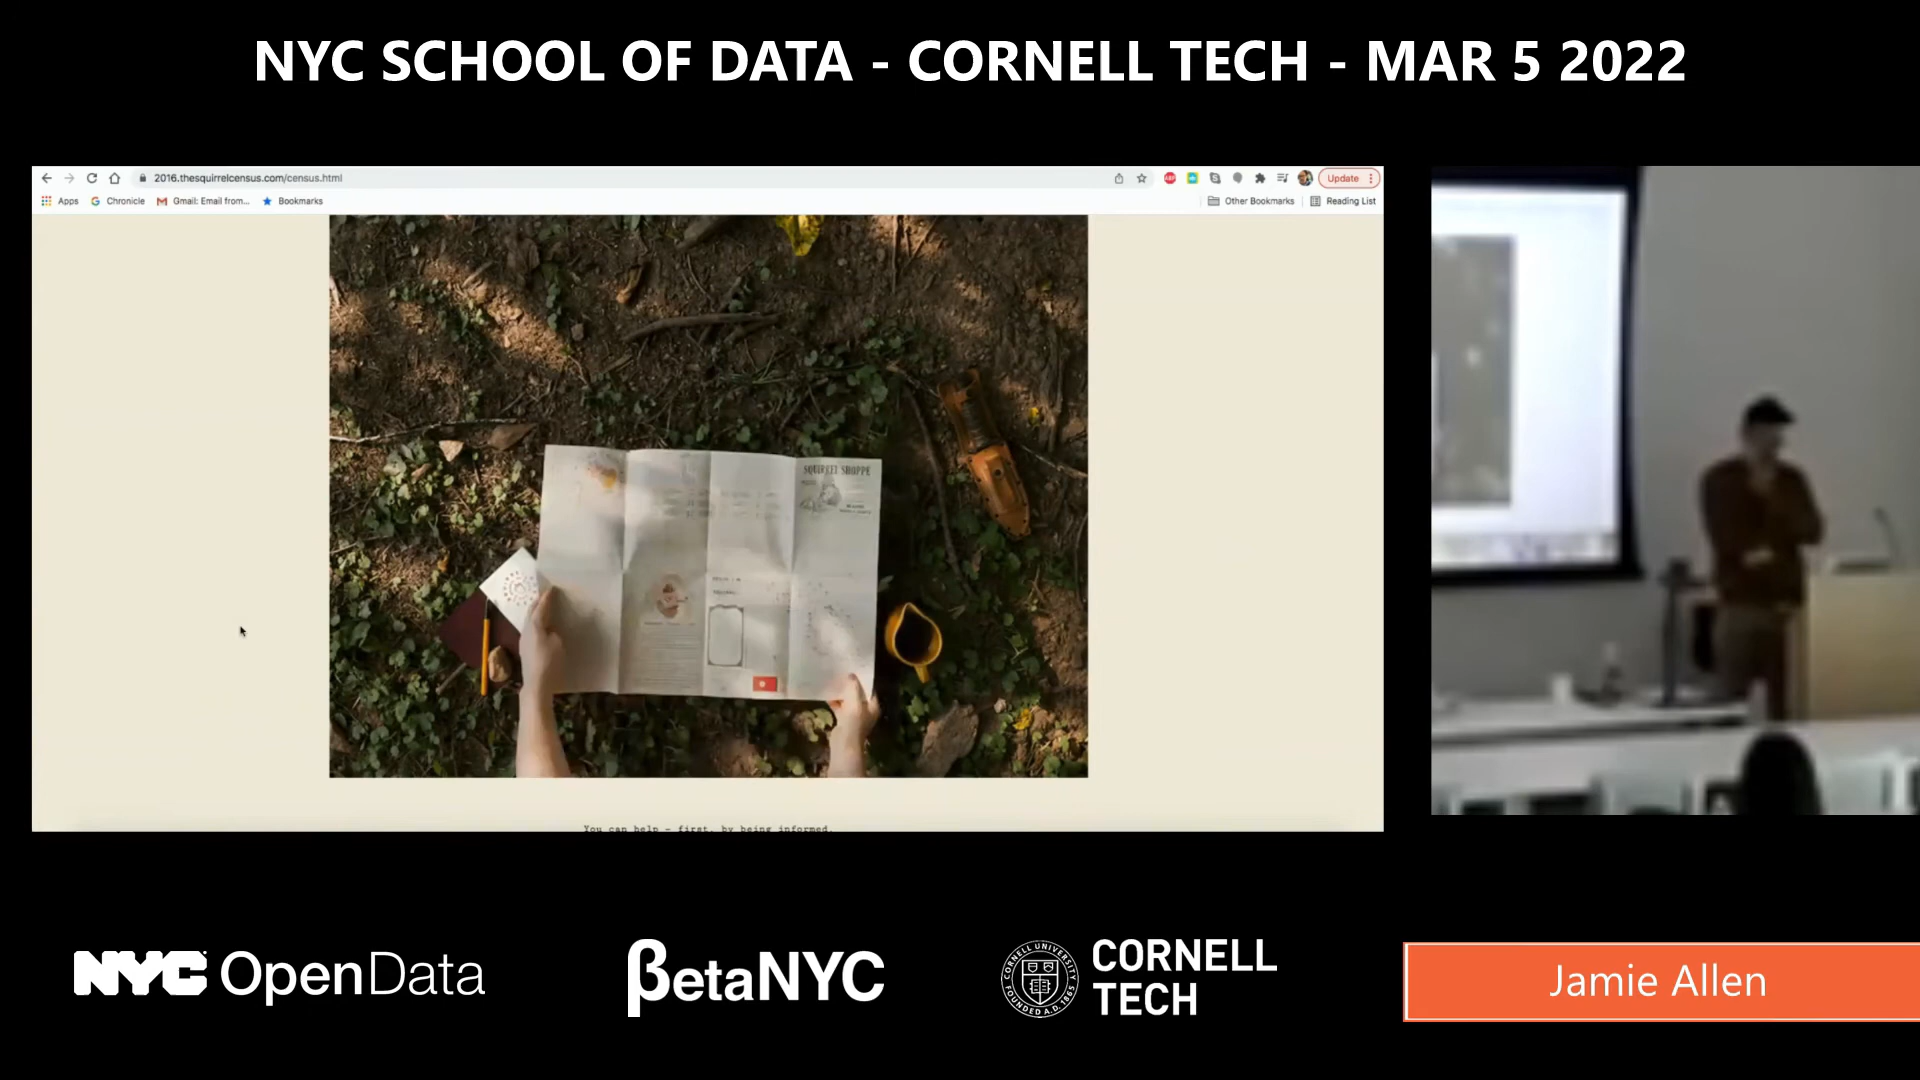 NYC SCHOOL OF DATA - CORNELL TECH - MAR 5 2022
2016.thesquirrelcensus.com/census.html
Update
Apps
Chronicle
Gmail: Email from...
Bookmarks
Other Bookmarks
Reading List
SQUIRREL SHOPPE
You can help – first, by being informed.
NYC OpenData
βetaNYC
CORNELL UNIVERSITY
FOUNDED A.D. 1865
CORNELL
TECH
Jamie Allen